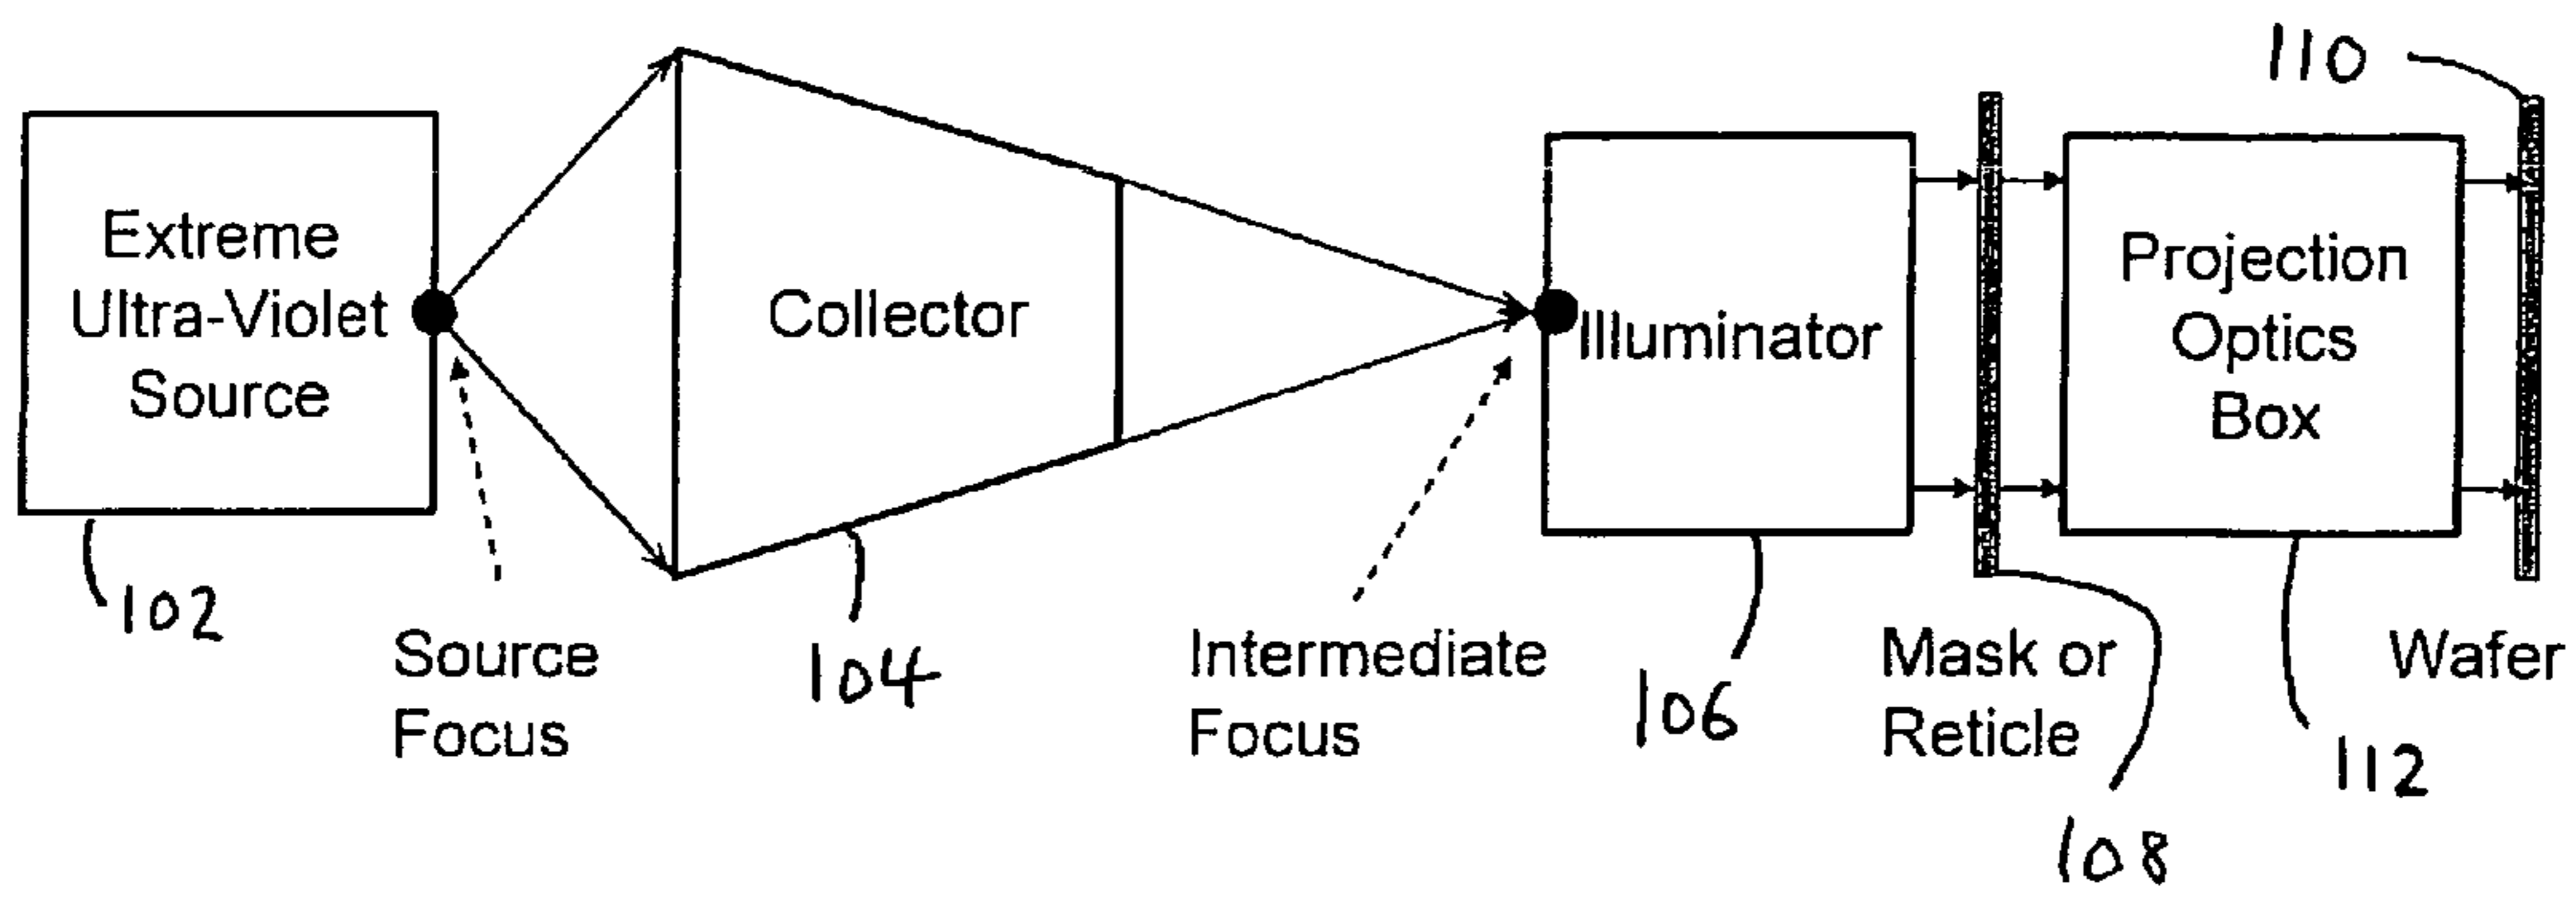 110
Extreme
Ultra-Violet
Source
Collector
Illuminator
Projection
Optics
Box
102
Source
Focus
104
Intermediate
Focus
106
Mask or
Reticle
108
112
Wafer